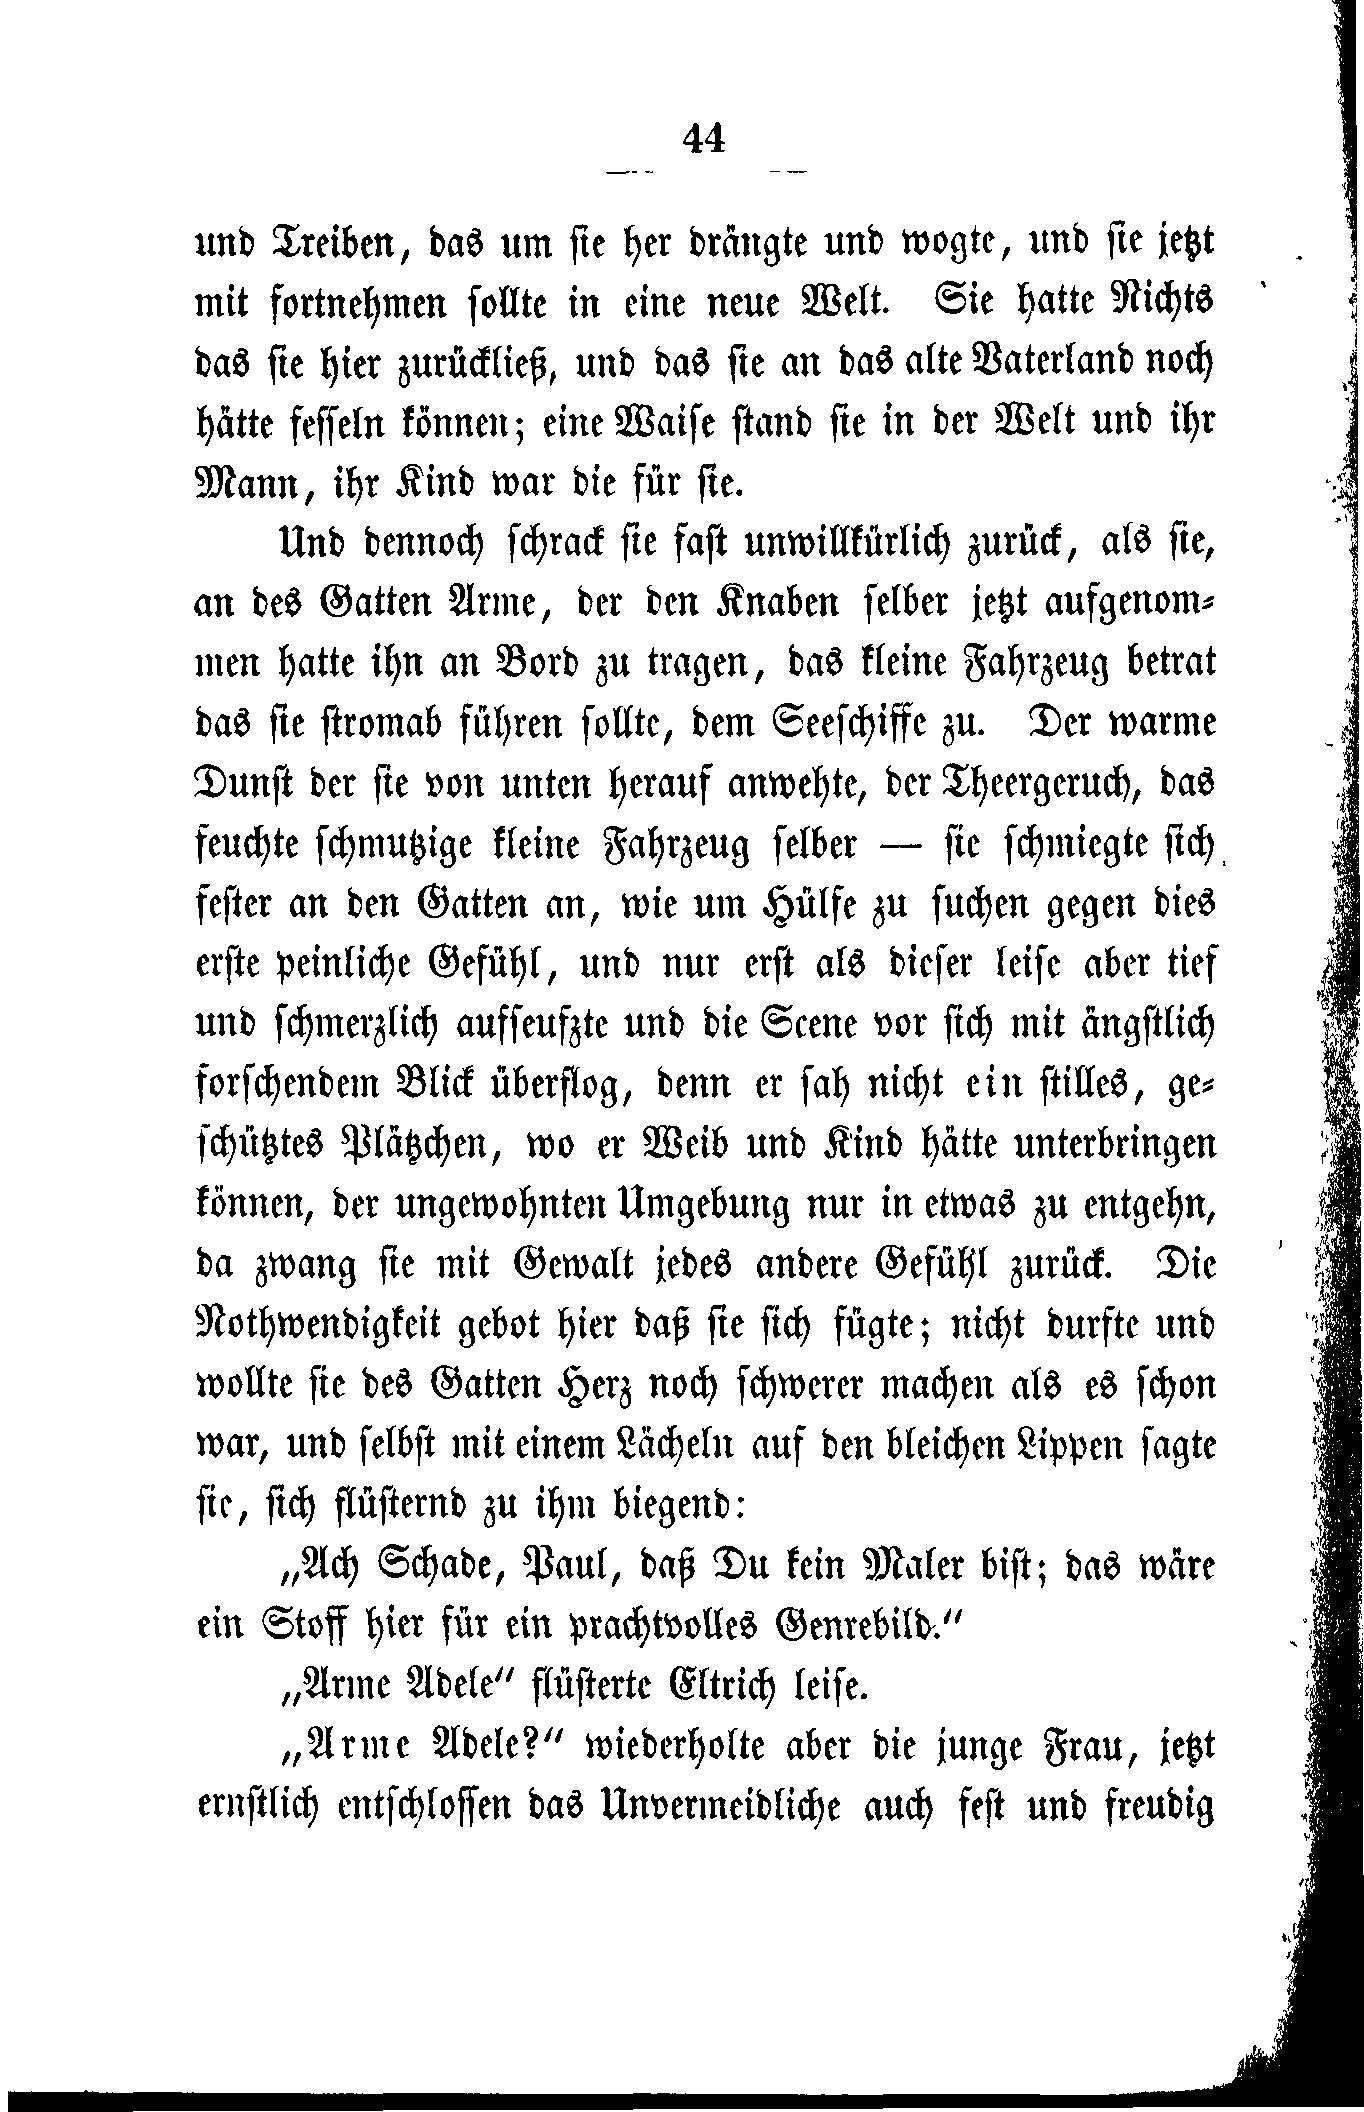 44
und Treiben, das um sie her drängte und wogte, und sie jetzt
mit fortnehmen sollte in eine neue Welt. Sie hatte Nichts
das sie hier zurückließ, und das sie an das alte Vaterland noch
hätte fesseln können; eine Waise stand sie in der Welt und ihr
Mann, ihr Kind war die für sie.
Und dennoch schrack sie fast unwillkürlich zurück, als sie,
an des Gatten Arme, der den Knaben selber jetzt aufgenom-
men hatte ihn an Bord zu tragen, das kleine Fahrzeug betrat
das sie stromab führen sollte, dem Seeschiffe zu. Der warme
Dunst der sie von unten herauf anwehte, der Theergeruch, das
feuchte schmutzige kleine Fahrzeug selber — sie schmiegte sich
fester an den Gatten an, wie um Hülfe zu suchen gegen dies
erste peinliche Gefühl, und nur erst als dieser leise aber tief
und schmerzlich aufseufzte und die Scene vor sich mit ängstlich
forschendem Blick überflog, denn er sah nicht ein stilles, ge-
schütztes Plätzchen, wo er Weib und Kind hätte unterbringen
können, der ungewohnten Umgebung nur in etwas zu entgehn,
da zwang sie mit Gewalt jedes andere Gefühl zurück. Die
Nothwendigkeit gebot hier daß sie sich fügte; nicht durfte und
wollte sie des Gatten Herz noch schwerer machen als es schon
war, und selbst mit einem Lächeln auf den bleichen Lippen sagte
sie, sich flüsternd zu ihm biegend:
„Ach Schade, Paul, daß Du kein Maler bist; das wäre
ein Stoff hier für ein prachtvolles Genrebild.“
„Arme Adele“ flüsterte Eltrich leise.
„Arme Adele?“ wiederholte aber die junge Frau, jetzt
ernstlich entschlossen das Unvermeidliche auch fest und freudig